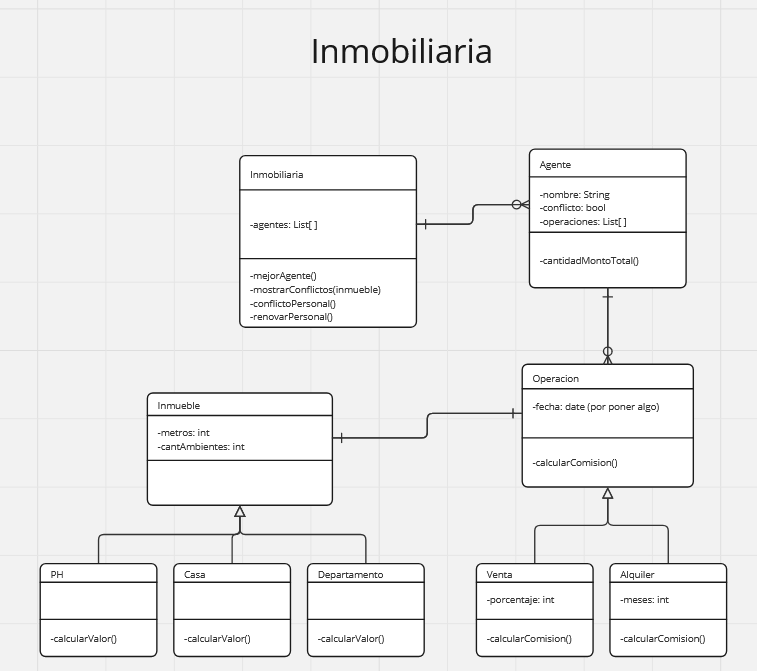 Inmobiliaria
Inmobiliaria
-agentes: List[ ]
-mejorAgente()
-mostrarConflictos(inmueble)
-conflictoPersonal()
-renovarPersonal()
Agente
-nombre: String
-conflicto: bool
-operaciones: List[ ]
-cantidadMontoTotal()
Inmueble
-metros: int
-cantAmbientes: int
Operacion
-fecha: date (por poner algo)
-calcularComision()
PH
-calcularValor()
Casa
-calcularValor()
Departamento
-calcularValor()
Venta
-porcentaje: int
-calcularComision()
Alquiler
-meses: int
-calcularComision()